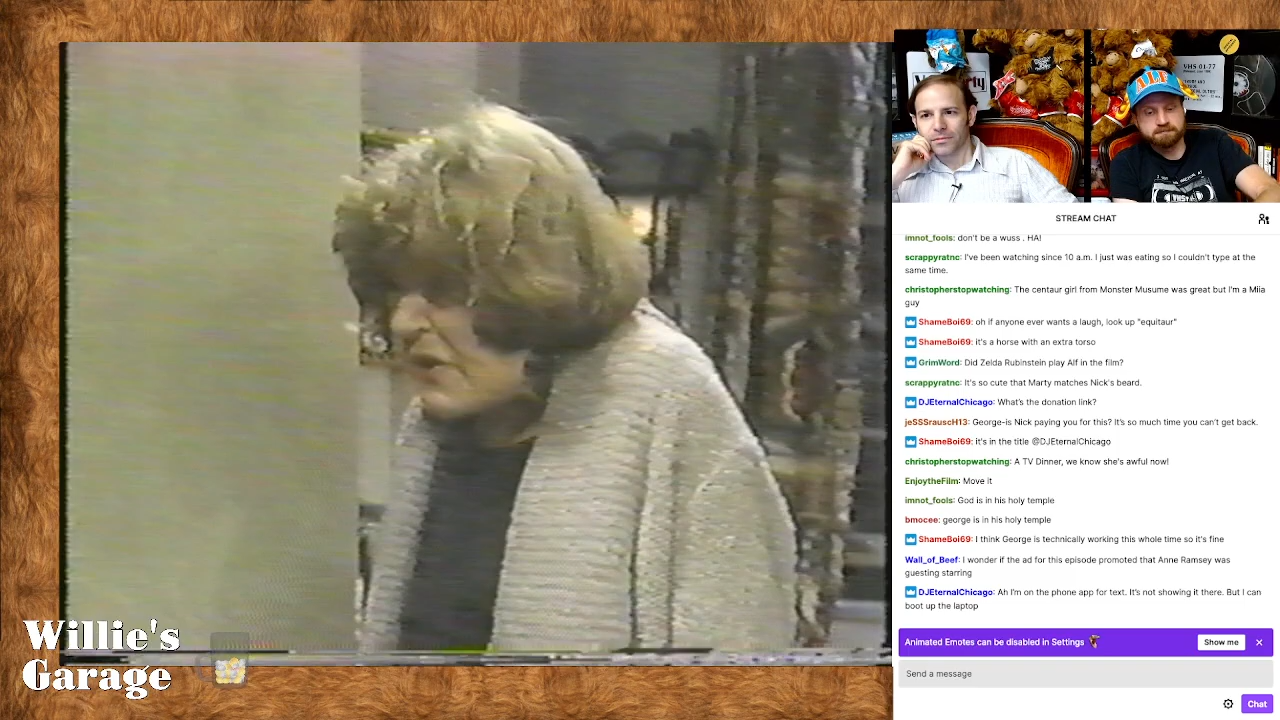 ALF
VHS 01-77
STREAM CHAT
imnot_fools: don't be a wuss . HA!
scrappyratnc: I've been watching since 10 a.m. I just was eating so I couldn't type at the
same time.
christopherstopwatching: The centaur girl from Monster Musume was great but I'm a Miia
guy
ShameBoi69: oh if anyone ever wants a laugh, look up "equitaur"
ShameBoi69: it's a horse with an extra torso
GrimWord: Did Zelda Rubinstein play Alf in the film?
scrappyratnc: It's so cute that Marty matches Nick's beard.
DJEternalChicago: What's the donation link?
jeSSSrauscH13: George-is Nick paying you for this? It's so much time you can't get back.
ShameBoi69: it's in the title @DJEternalChicago
christopherstopwatching: A TV Dinner, we know she's awful now!
EnjoytheFilm: Move it
imnot_fools: God is in his holy temple
bmocee: george is in his holy temple
ShameBoi69: I think George is technically working this whole time so it's fine
Wall_of_Beef: I wonder if the ad for this episode promoted that Anne Ramsey was
guesting starring
DJEternalChicago: Ah I'm on the phone app for text. It's not showing it there. But I can
boot up the laptop
Animated Emotes can be disabled in Settings
Show me
Send a message
Chat
Willie's
Garage